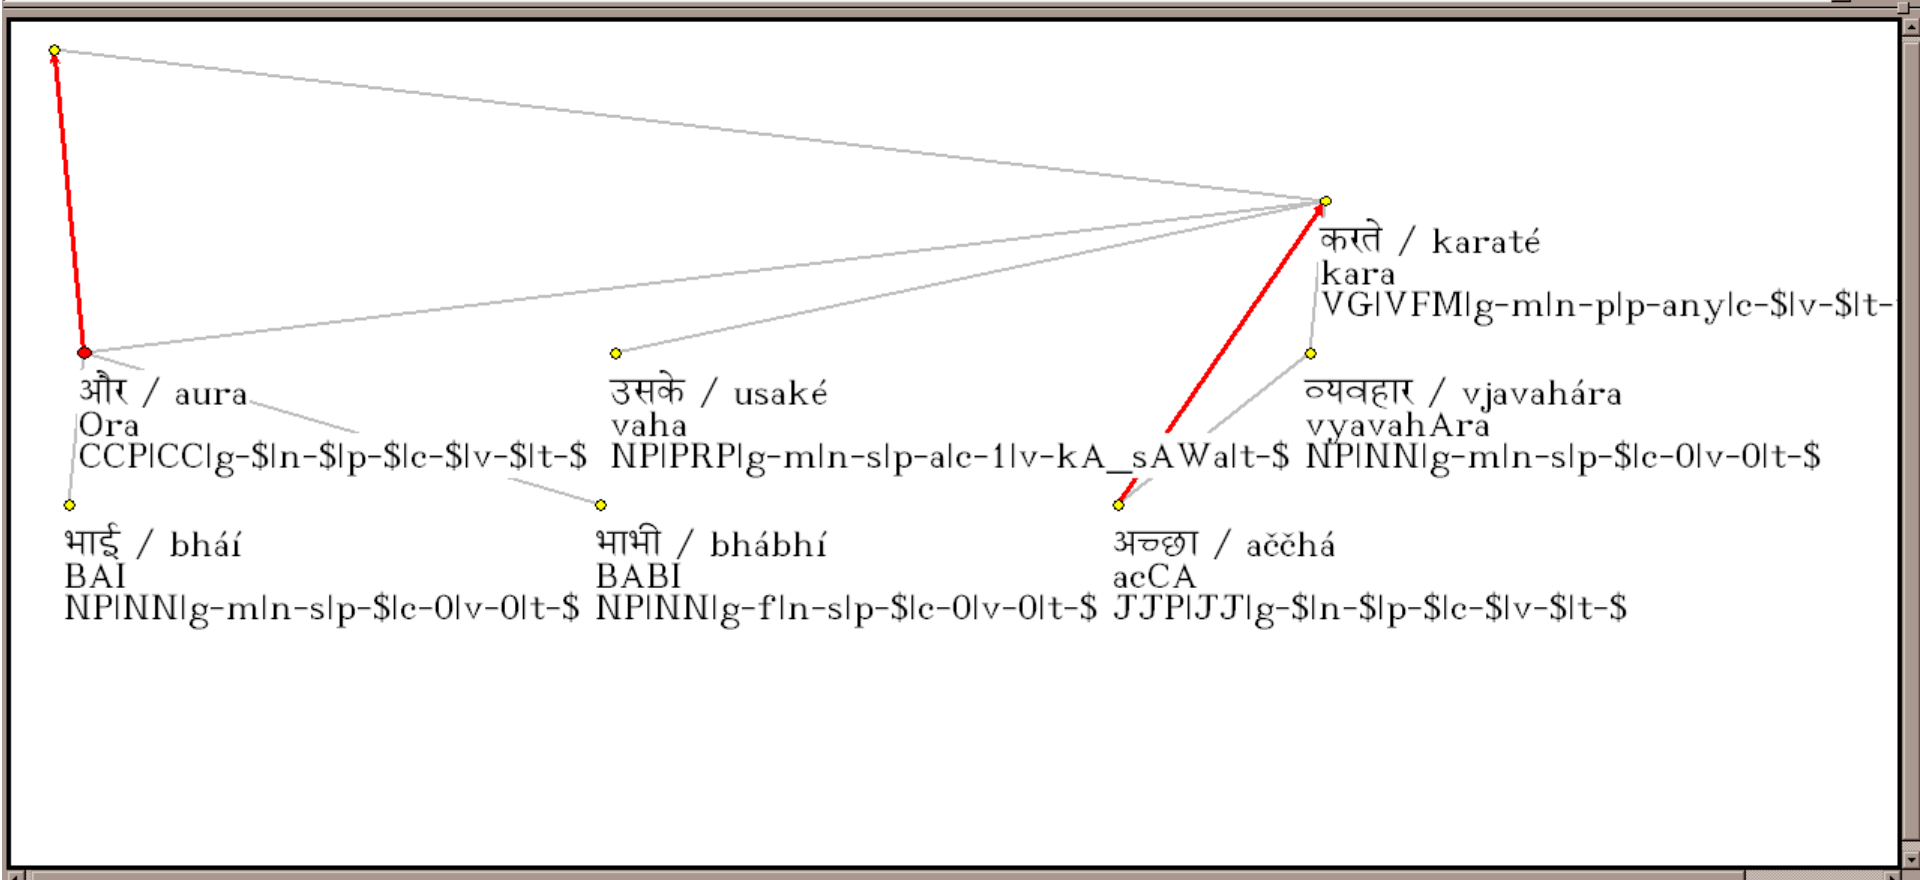 करते / karaté
kara
VG|VFM|g-m|n-p|p-any|c-$|v-$|t-
और / aura
Ora
CCP|CC|g-$|n-$|p-$|c-$|v-$|t-$
उसके / usaké
vaha
NP|PRP|g-m|n-s|p-a|c-1|v-kA_sAWa|t-$
व्यवहार / vjavahára
vyavahAra
NP|NN|g-m|n-s|p-$|c-0|v-0|t-$
भाई / bháí
BAI
NP|NN|g-m|n-s|p-$|c-0|v-0|t-$
भाभी / bhábhí
BABI
NP|NN|g-f|n-s|p-$|c-0|v-0|t-$
अच्छा / aččhá
acCA
JJP|JJ|g-$|n-$|p-$|c-$|v-$|t-$